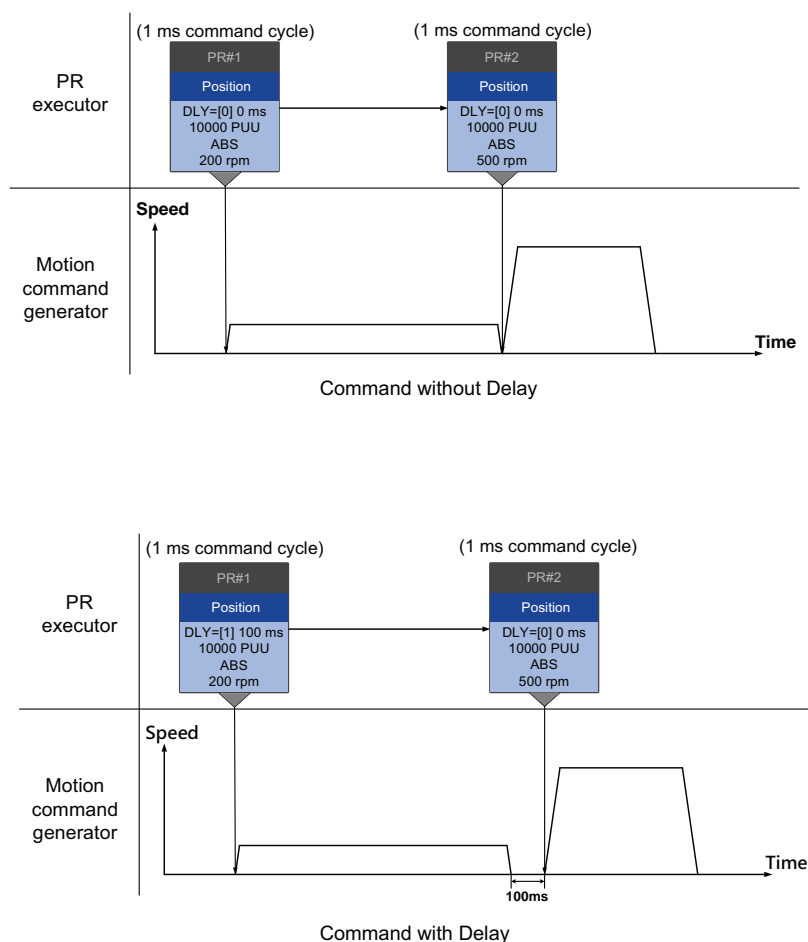 (1 ms command cycle)
(1 ms command cycle)
PR
executor
PR#1
Position
DLY=[0] 0 ms
10000 PUU
ABS
200 rpm
PR#2
Position
DLY=[0] 0 ms
10000 PUU
ABS
500 rpm
Motion
command
generator
Speed
Time
Command without Delay
(1 ms command cycle)
(1 ms command cycle)
PR
executor
PR#1
Position
DLY=[1] 100 ms
10000 PUU
ABS
200 rpm
PR#2
Position
DLY=[0] 0 ms
10000 PUU
ABS
500 rpm
Motion
command
generator
Speed
Time
100ms
Command with Delay